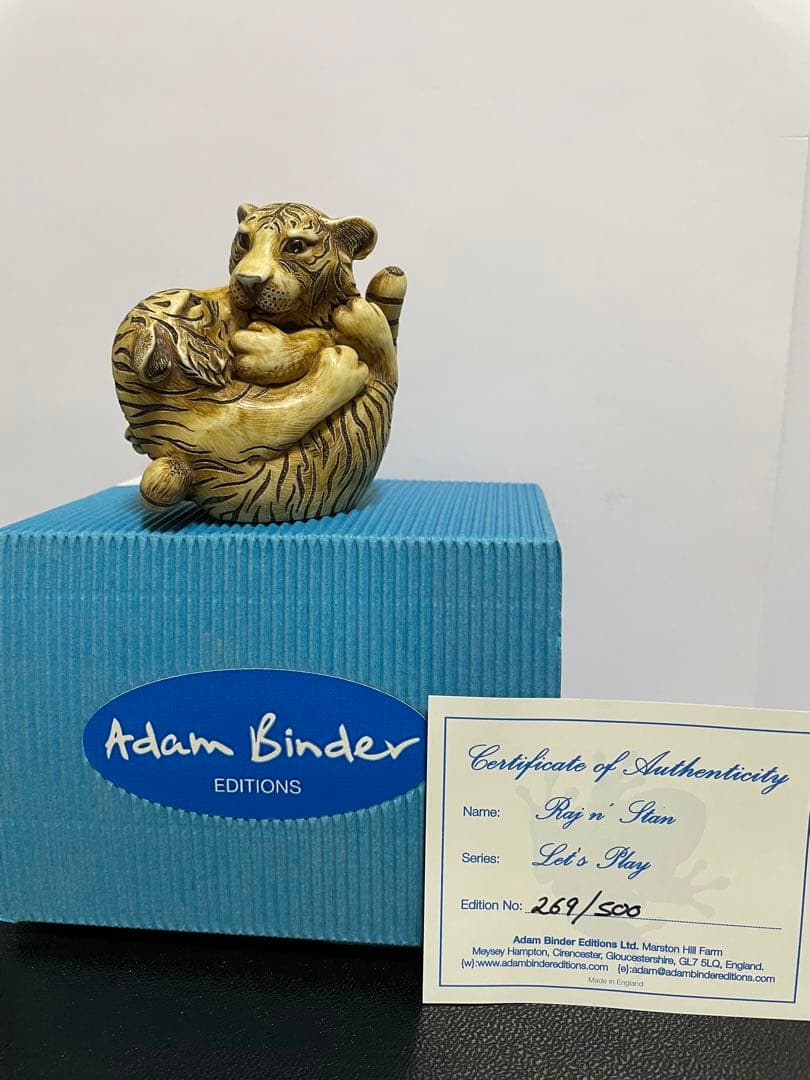 Adam Binder
EDITIONS
Certificate of Authenticity
Name: Raj n' Stan
Series: Let's Play
Edition No: 269/500
Adam Binder Editions Ltd. Marston Hill Farm
Meysey Hampton, Cirencester, Gloucestershire, GL7 5LQ, England.
{w}:www.adambindereditions.com {e}:adam@adambindereditions.com
Made in England